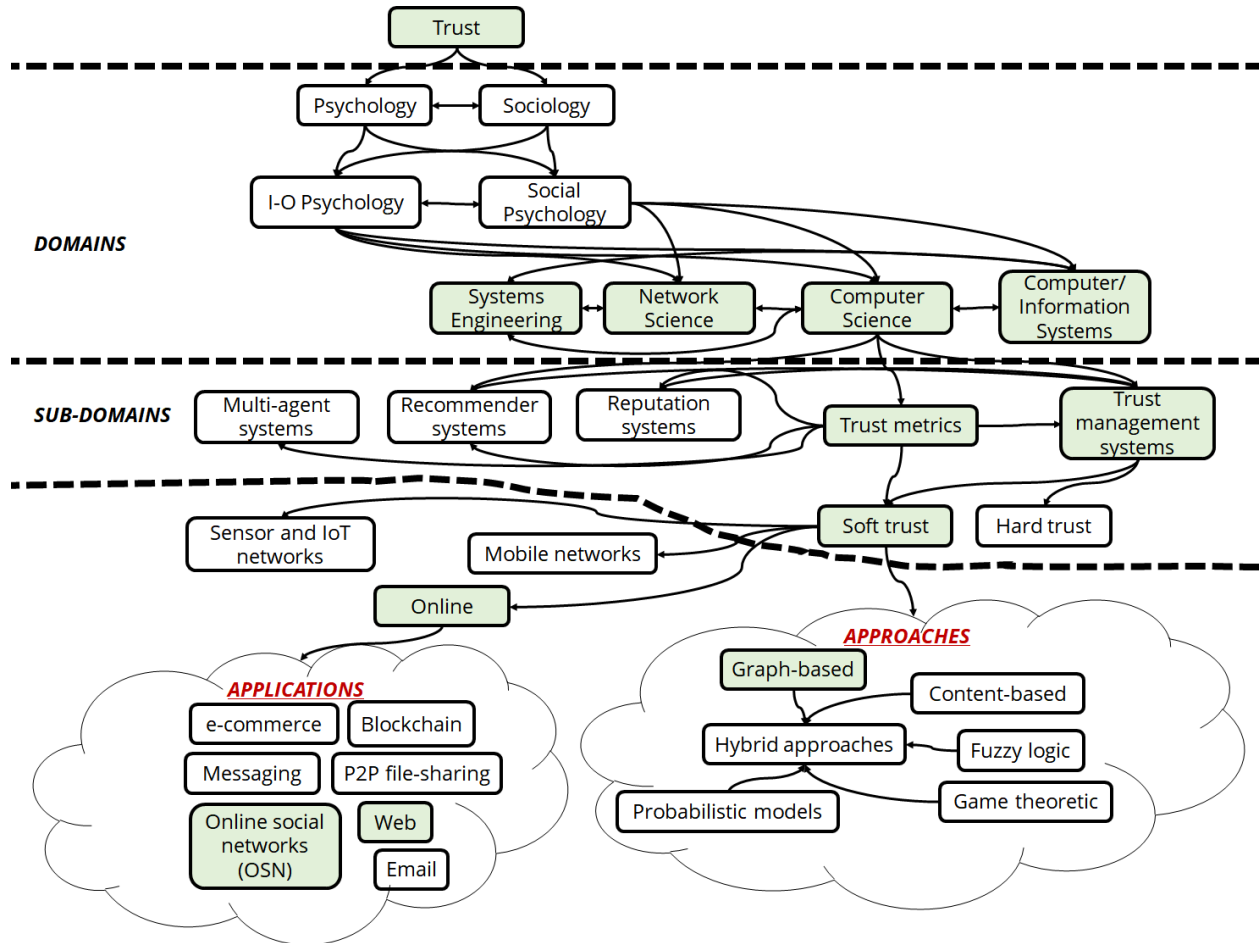 Trust
Psychology
Sociology
I-O Psychology
Social
Psychology
DOMAINS
Systems
Engineering
Network
Science
Computer
Science
Computer/
Information
Systems
SUB-DOMAINS
Multi-agent
systems
Recommender
systems
Reputation
systems
Trust metrics
Trust
management
systems
Sensor and IoT
networks
Mobile networks
Soft trust
Hard trust
Online
APPLICATIONS
e-commerce
Blockchain
Messaging
P2P file-sharing
Online social
networks
(OSN)
Web
Email
APPROACHES
Graph-based
Content-based
Hybrid approaches
Fuzzy logic
Probabilistic models
Game theoretic